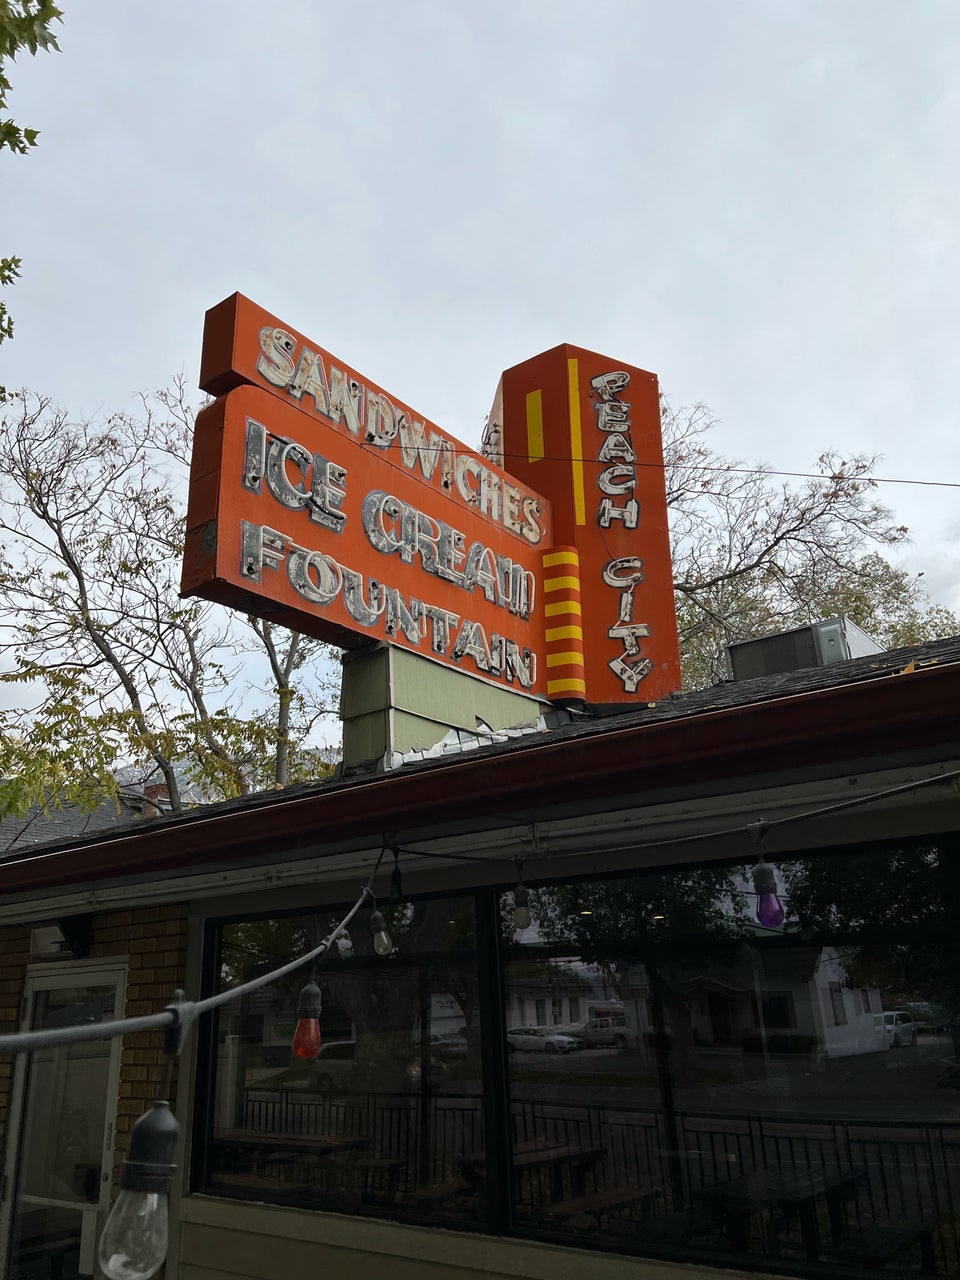 SANDWICHES
ICE CREAM
FOUNTAIN
PEACH CITY